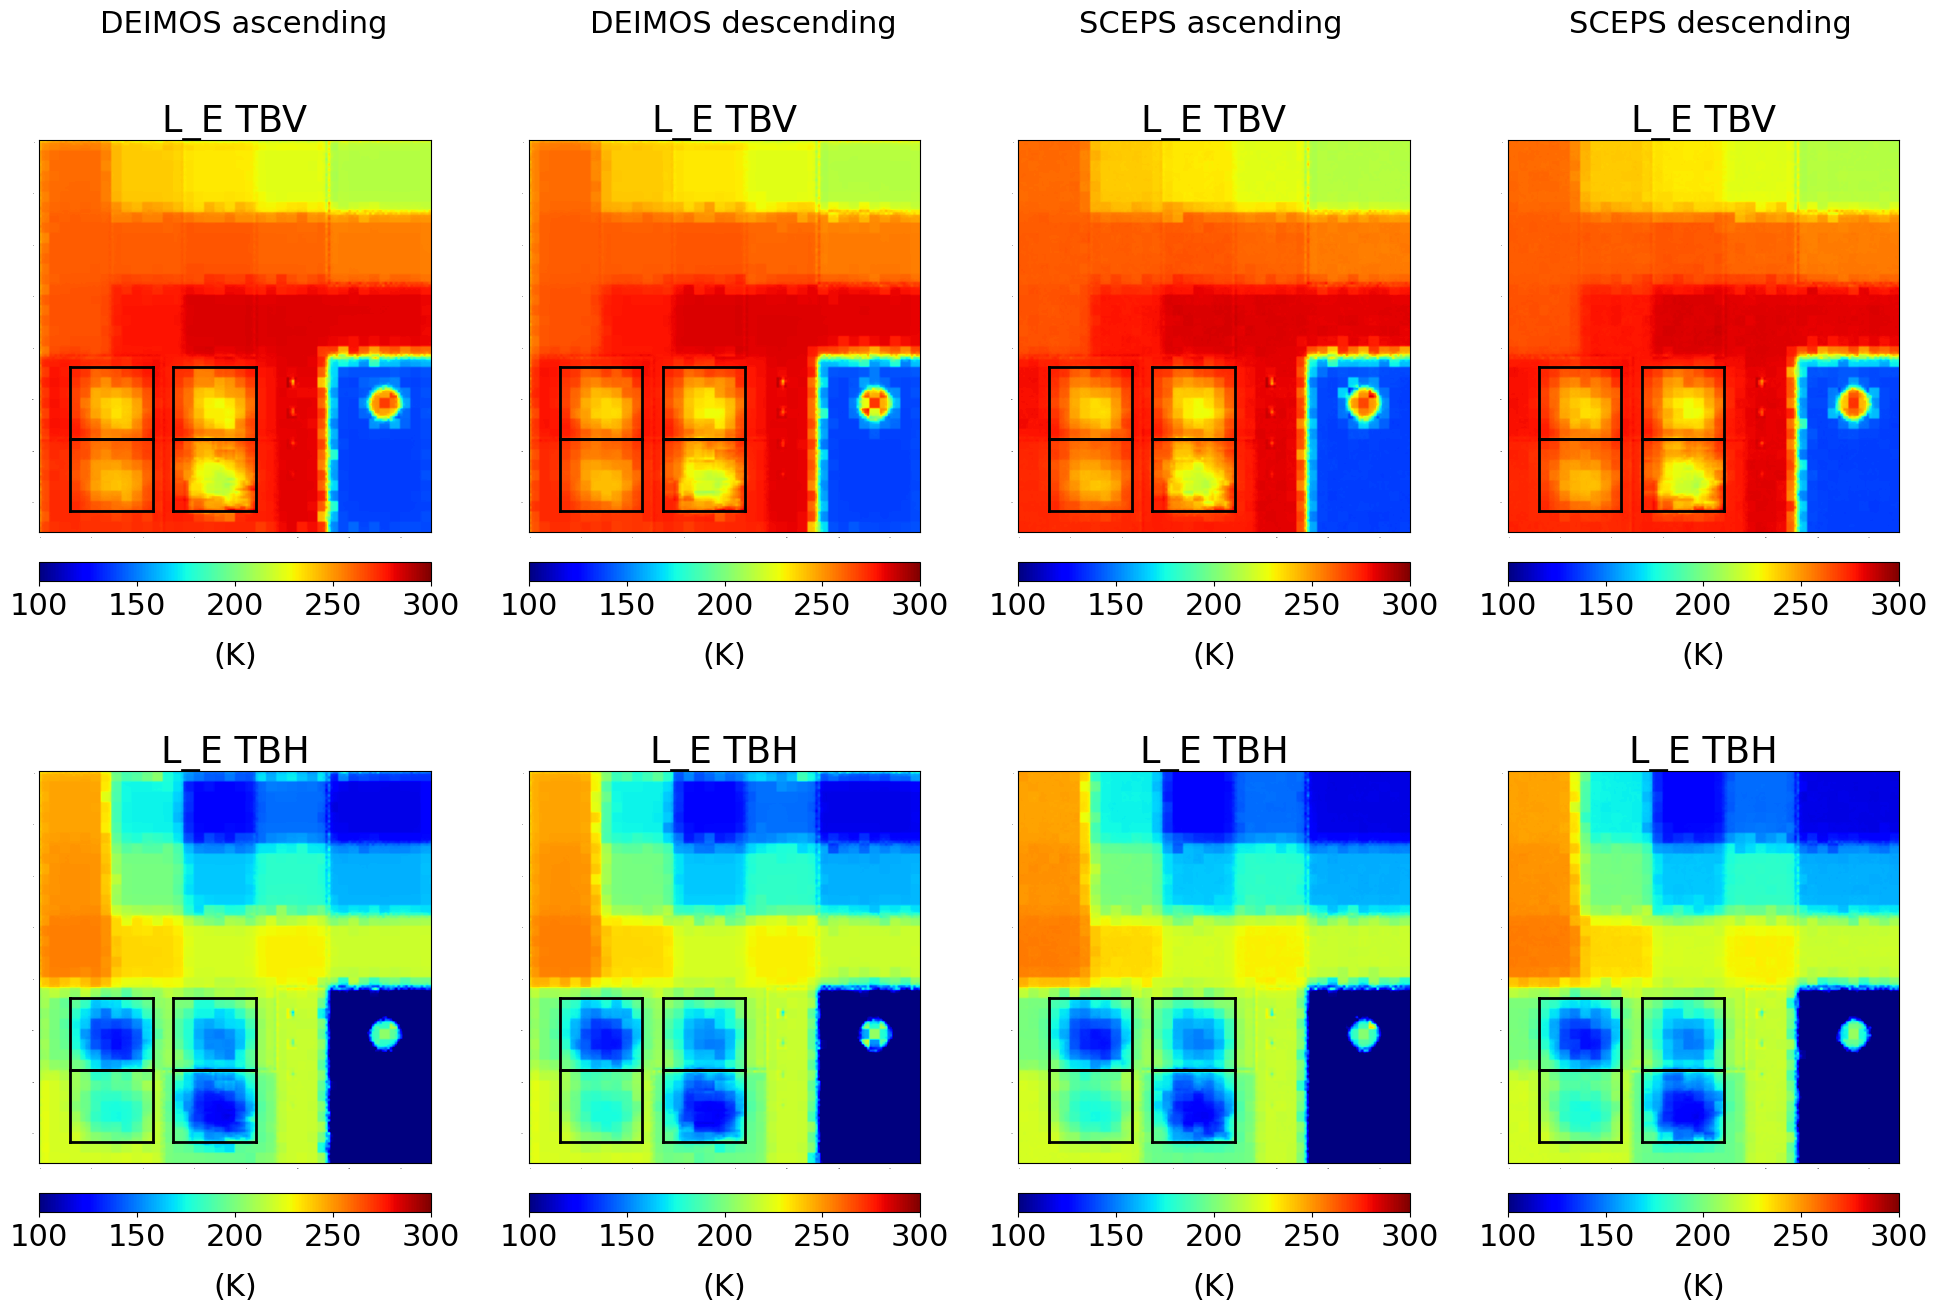 DEIMOS ascending DEIMOS descending SCEPS ascending SCEPS descending
L_E TBV L_E TBV L_E TBV L_E TBV
100 150 200 250 300 100 150 200 250 300 100 150 200 250 300 100 150 200 250 300
(K) (K) (K) (K)
L_E TBH L_E TBH L_E TBH L_E TBH
100 150 200 250 300 100 150 200 250 300 100 150 200 250 300 100 150 200 250 300
(K) (K) (K) (K)